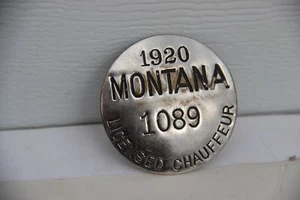 1920
MONTANA
1089
LICENSED CHAUFFEUR